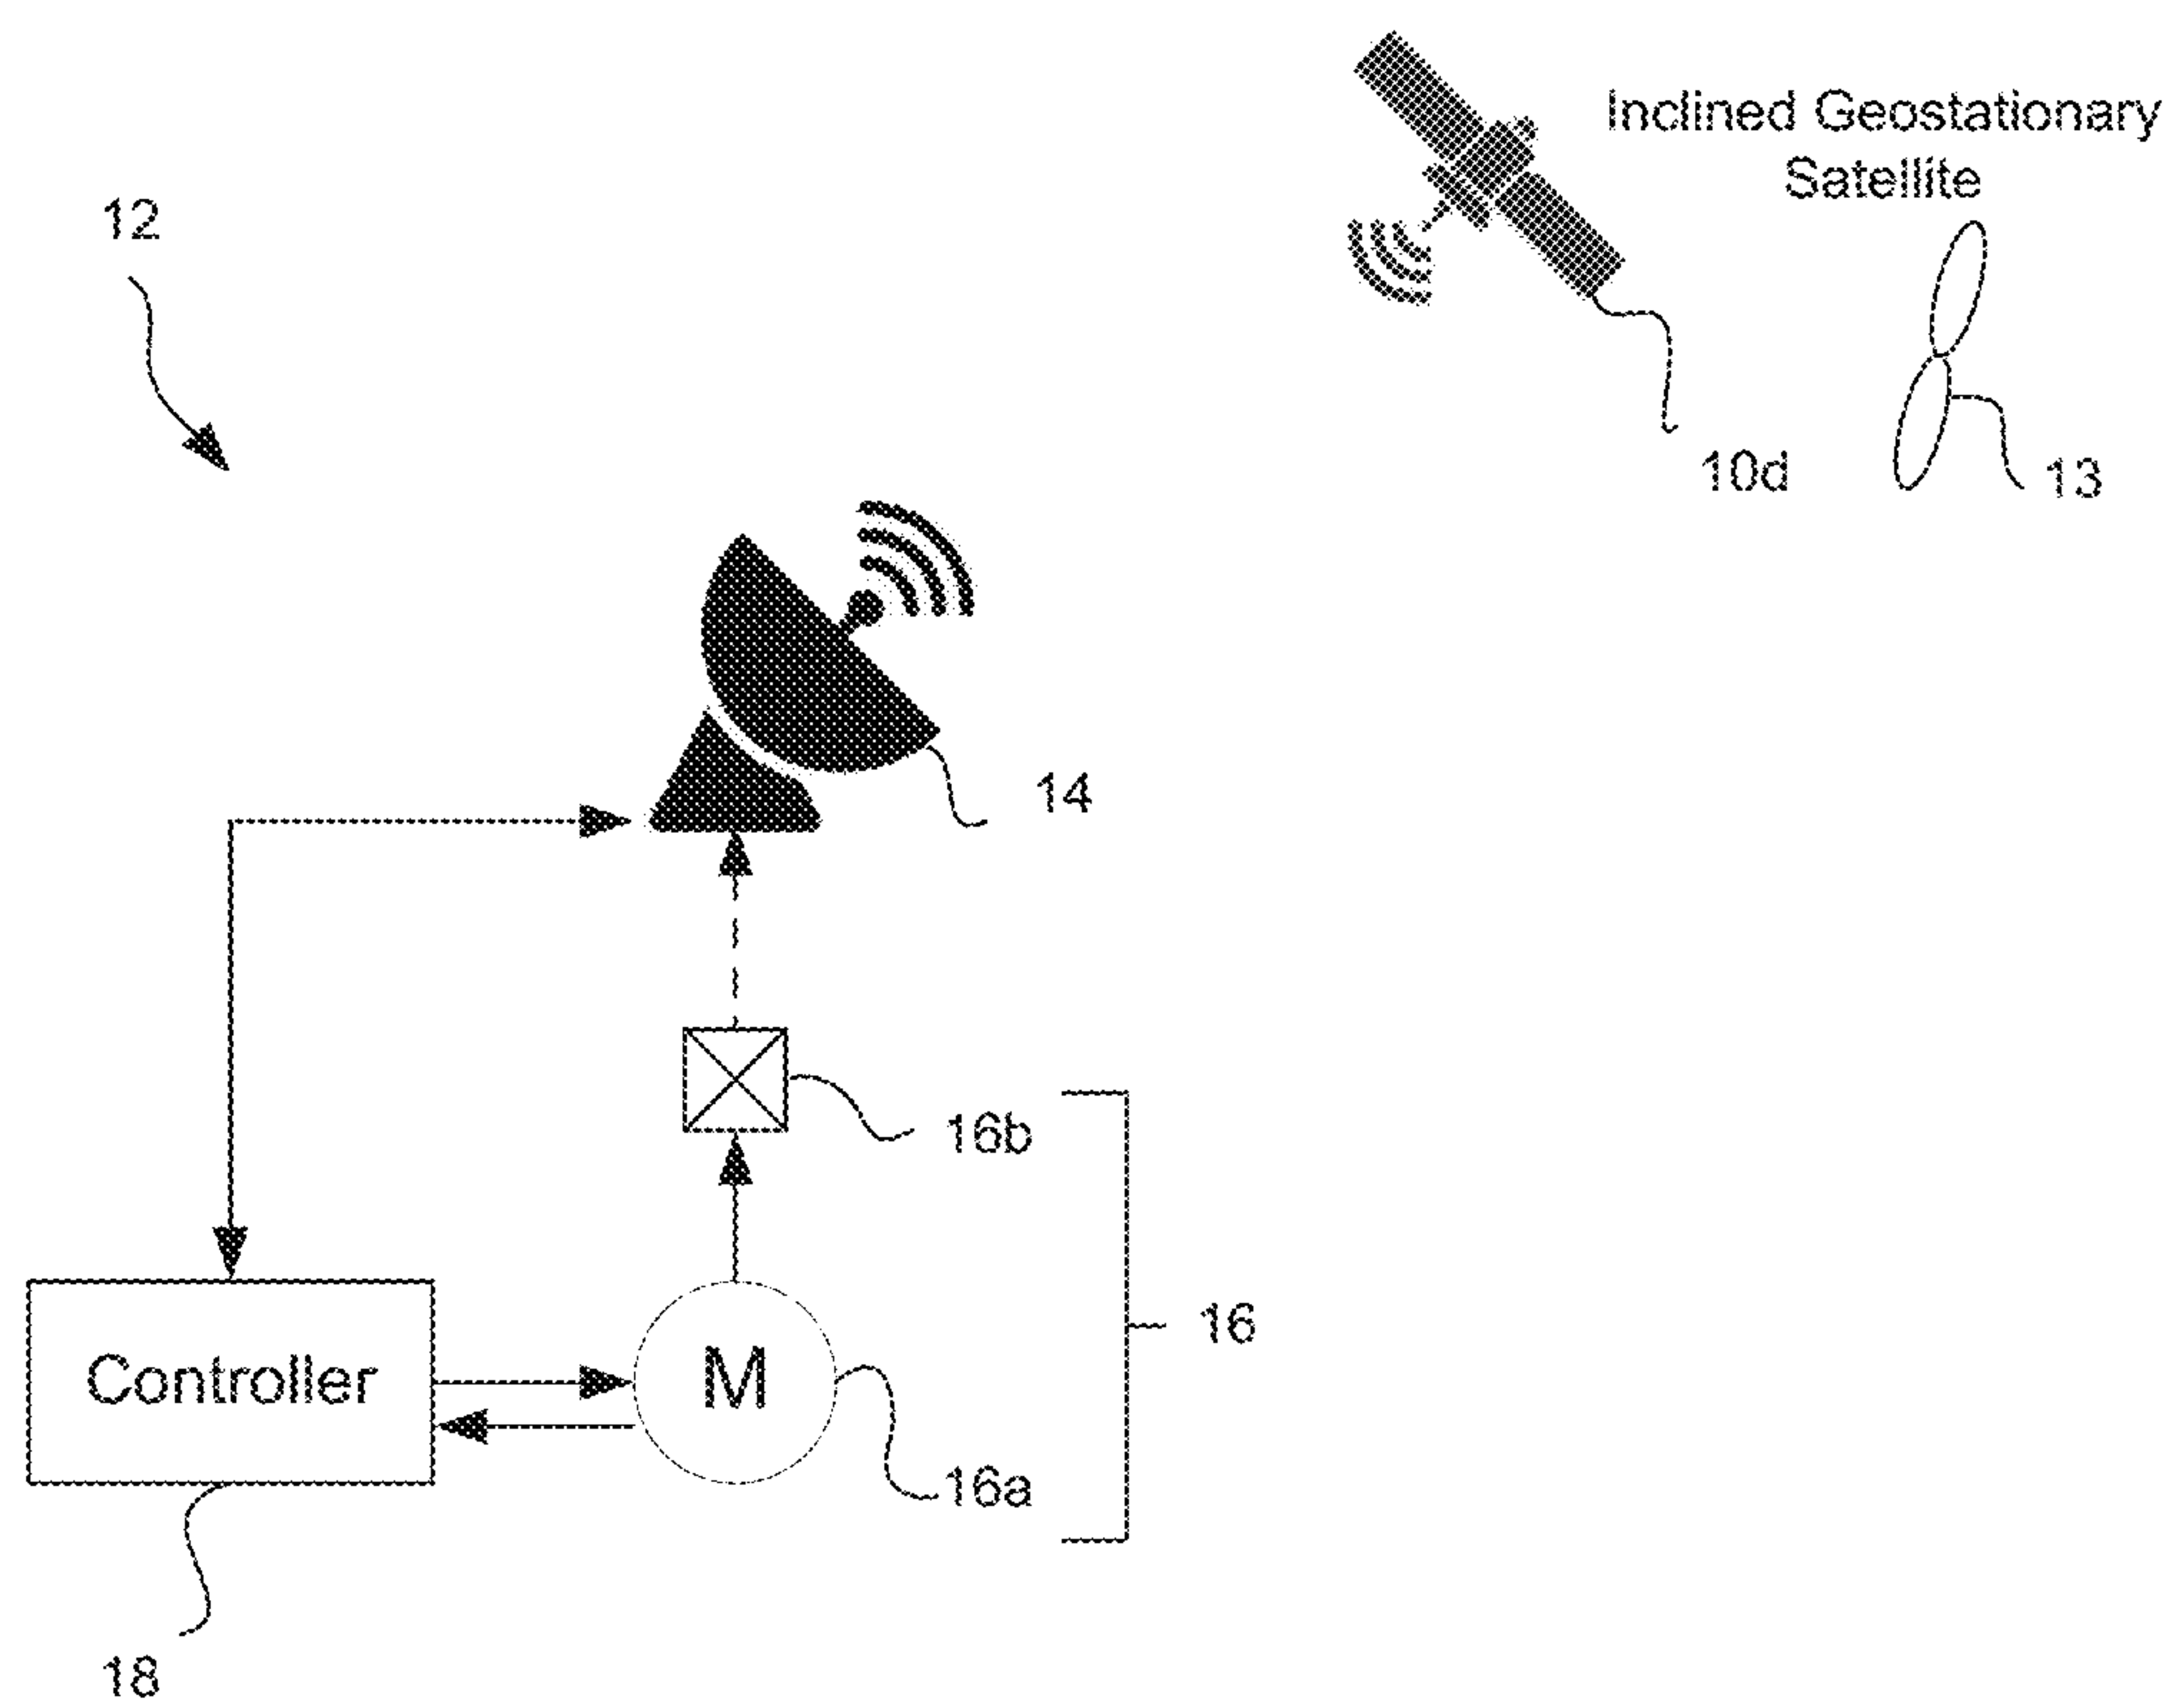 Inclined Geostationary
Satellite
12
10d
13
14
16b
16
Controller
M
16a
18